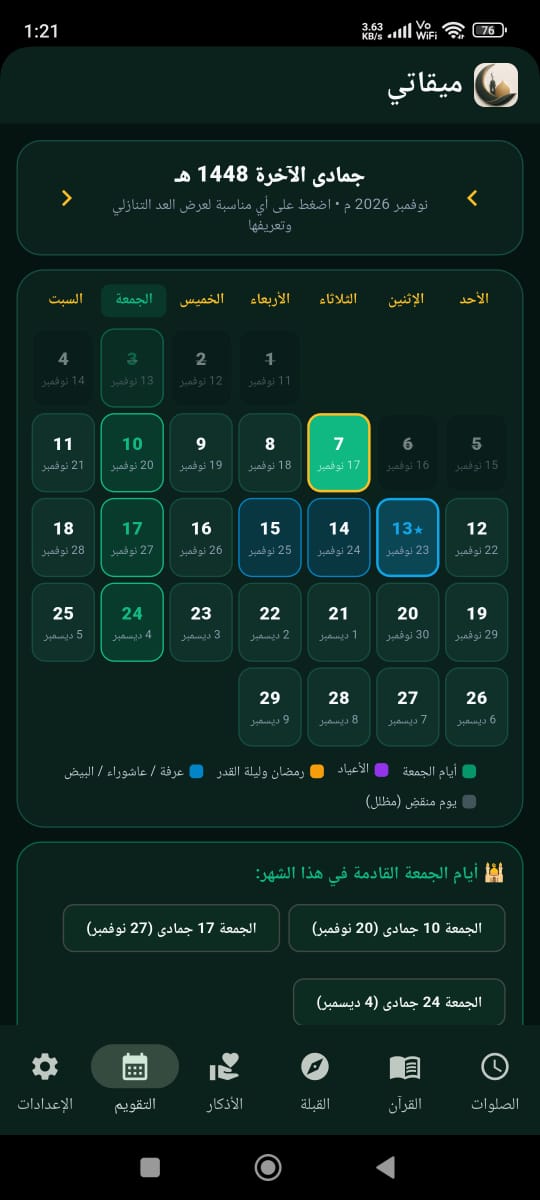 1:21
3.63 KB/s Vo WiFi 76
ميقاتي
جمادى الآخرة 1448 هـ
نوفمبر 2026 م • اضغط على أي مناسبة لعرض العد التنازلي
وتعريفها
الأحد الإثنين الثلاثاء الأربعاء الخميس الجمعة السبت
1 2 3 4
11 نوفمبر 12 نوفمبر 13 نوفمبر 14 نوفمبر
5 6 7 8 9 10 11
15 نوفمبر 16 نوفمبر 17 نوفمبر 18 نوفمبر 19 نوفمبر 20 نوفمبر 21 نوفمبر
12 13★ 14 15 16 17 18
22 نوفمبر 23 نوفمبر 24 نوفمبر 25 نوفمبر 26 نوفمبر 27 نوفمبر 28 نوفمبر
19 20 21 22 23 24 25
29 نوفمبر 30 نوفمبر 1 ديسمبر 2 ديسمبر 3 ديسمبر 4 ديسمبر 5 ديسمبر
26 27 28 29
6 ديسمبر 7 ديسمبر 8 ديسمبر 9 ديسمبر
أيام الجمعة الأعياد رمضان وليلة القدر عرفة / عاشوراء / البيض
يوم منقضٍ (مظلل)
أيام الجمعة القادمة في هذا الشهر:
الجمعة 10 جمادى (20 نوفمبر) الجمعة 17 جمادى (27 نوفمبر)
الجمعة 24 جمادى (4 ديسمبر)
الصلوات القرآن القبلة الأذكار التقويم الإعدادات